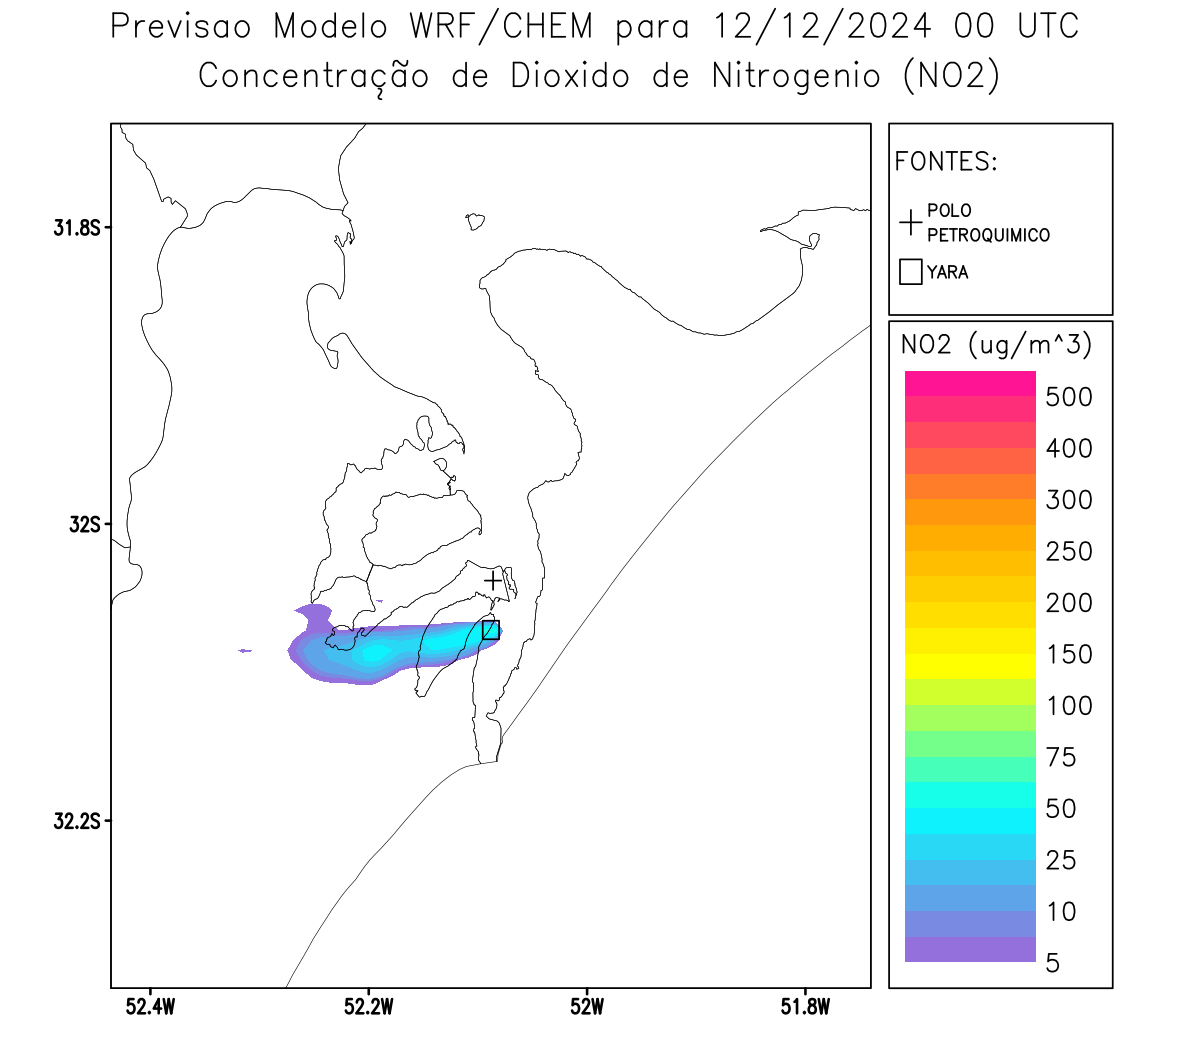 Previsao Modelo WRF/CHEM para 12/12/2024 00 UTC
Concentração de Dioxido de Nitrogenio (NO2)
FONTES:
POLO
PETROQUIMICO
YARA
NO2 (ug/m^3)
500
400
300
250
200
150
100
75
50
25
10
5
31.8S
32S
32.2S
52.4W
52.2W
52W
51.8W